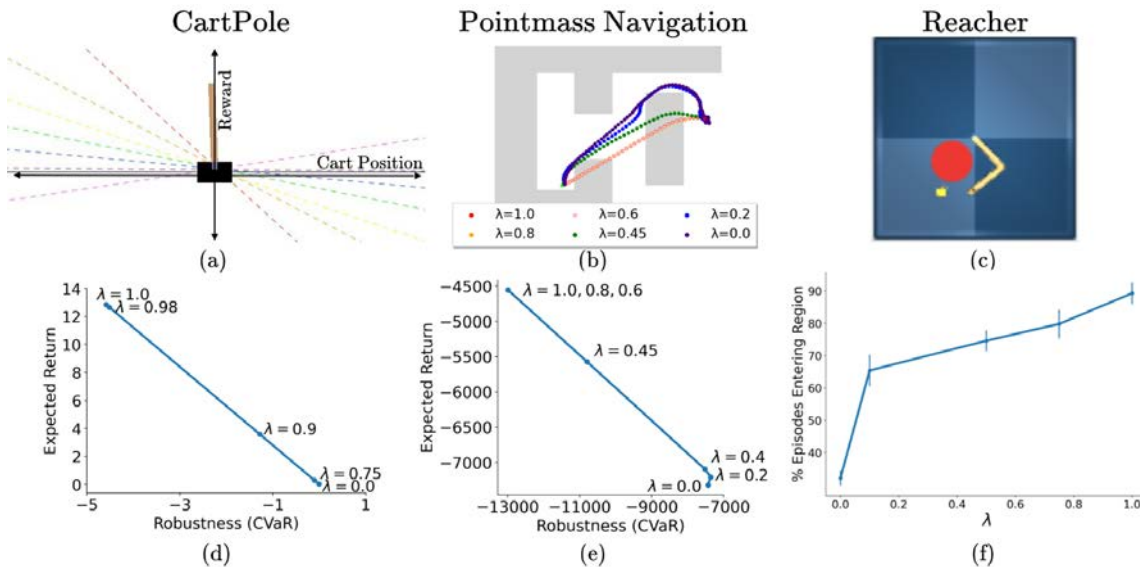 CartPole
Pointmass Navigation
Reacher
Reward
Cart Position
λ=1.0
λ=0.6
λ=0.2
λ=0.8
λ=0.45
λ=0.0
(a)
(b)
(c)
14
12
10
8
6
4
2
0
−5
−3
−1
1
Expected Return
Robustness (CVaR)
λ = 1.0
λ = 0.98
λ = 0.9
λ = 0.75
λ = 0.0
(d)
−4500
−5000
−5500
−6000
−6500
−7000
−13000
−11000
−9000
−7000
Expected Return
Robustness (CVaR)
λ = 1.0, 0.8, 0.6
λ = 0.45
λ = 0.4
λ = 0.2
λ = 0.0
(e)
90
80
70
60
50
40
0.0
0.2
0.4
0.6
0.8
1.0
% Episodes Entering Region
λ
(f)